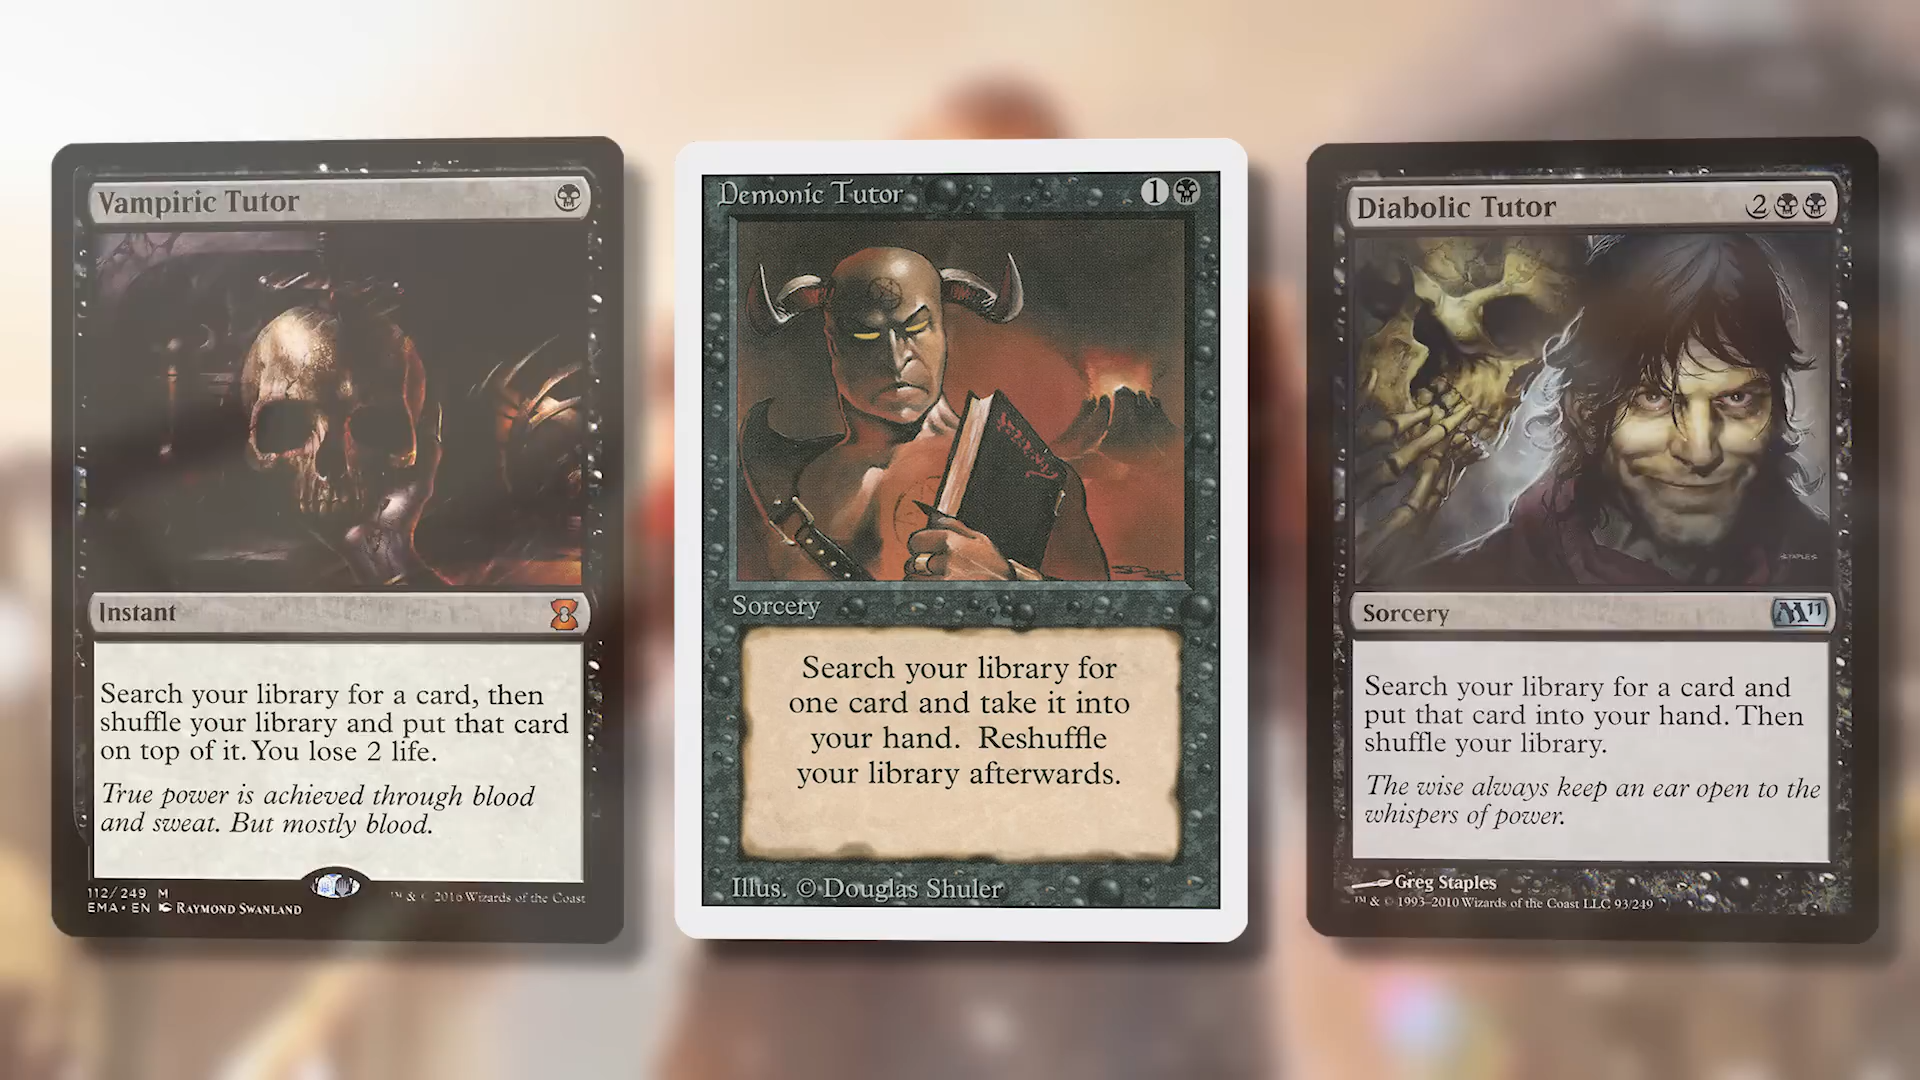 Vampiric Tutor
Instant
Search your library for a card, then
shuffle your library and put that card
on top of it. You lose 2 life.
True power is achieved through blood
and sweat. But mostly blood.
112/249 M
EMA • EN RAYMOND SWANLAND
™ & © 2016 Wizards of the Coast
Demonic Tutor 1
Sorcery
Search your library for
one card and take it into
your hand. Reshuffle
your library afterwards.
Illus. © Douglas Shuler
Diabolic Tutor 2
STAPLES
Sorcery M11
Search your library for a card and
put that card into your hand. Then
shuffle your library.
The wise always keep an ear open to the
whispers of power.
Greg Staples
™ & © 1993–2010 Wizards of the Coast LLC 93/249